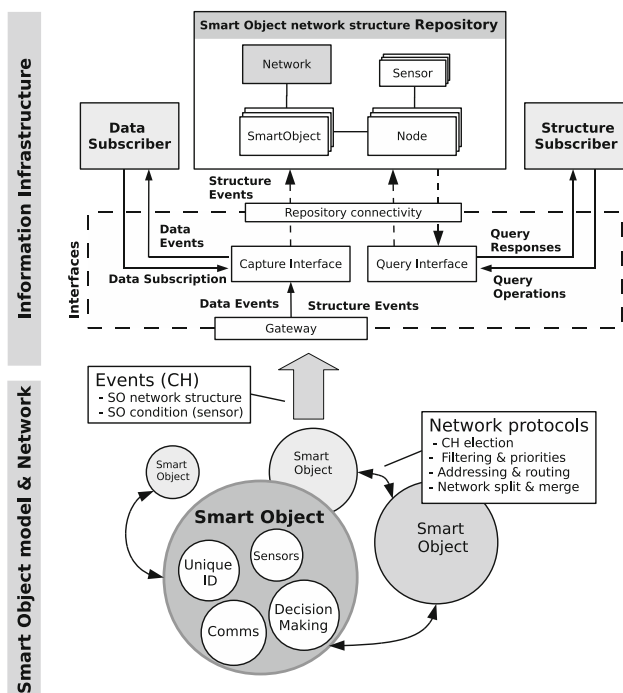 Smart Object network structure Repository
Network
Sensor
SmartObject
Node
Data
Subscriber
Structure
Subscriber
Structure
Events
Repository connectivity
Data
Events
Capture Interface
Query Interface
Query
Responses
Data Subscription
Query
Operations
Data Events
Structure Events
Gateway
Interfaces
Information Infrastructure
Events (CH)
- SO network structure
- SO condition (sensor)
Network protocols
- CH election
- Filtering & priorities
- Addressing & routing
- Network split & merge
Smart
Object
Smart
Object
Smart
Object
Smart Object
Unique
ID
Sensors
Comms
Decision
Making
Smart Object model & Network